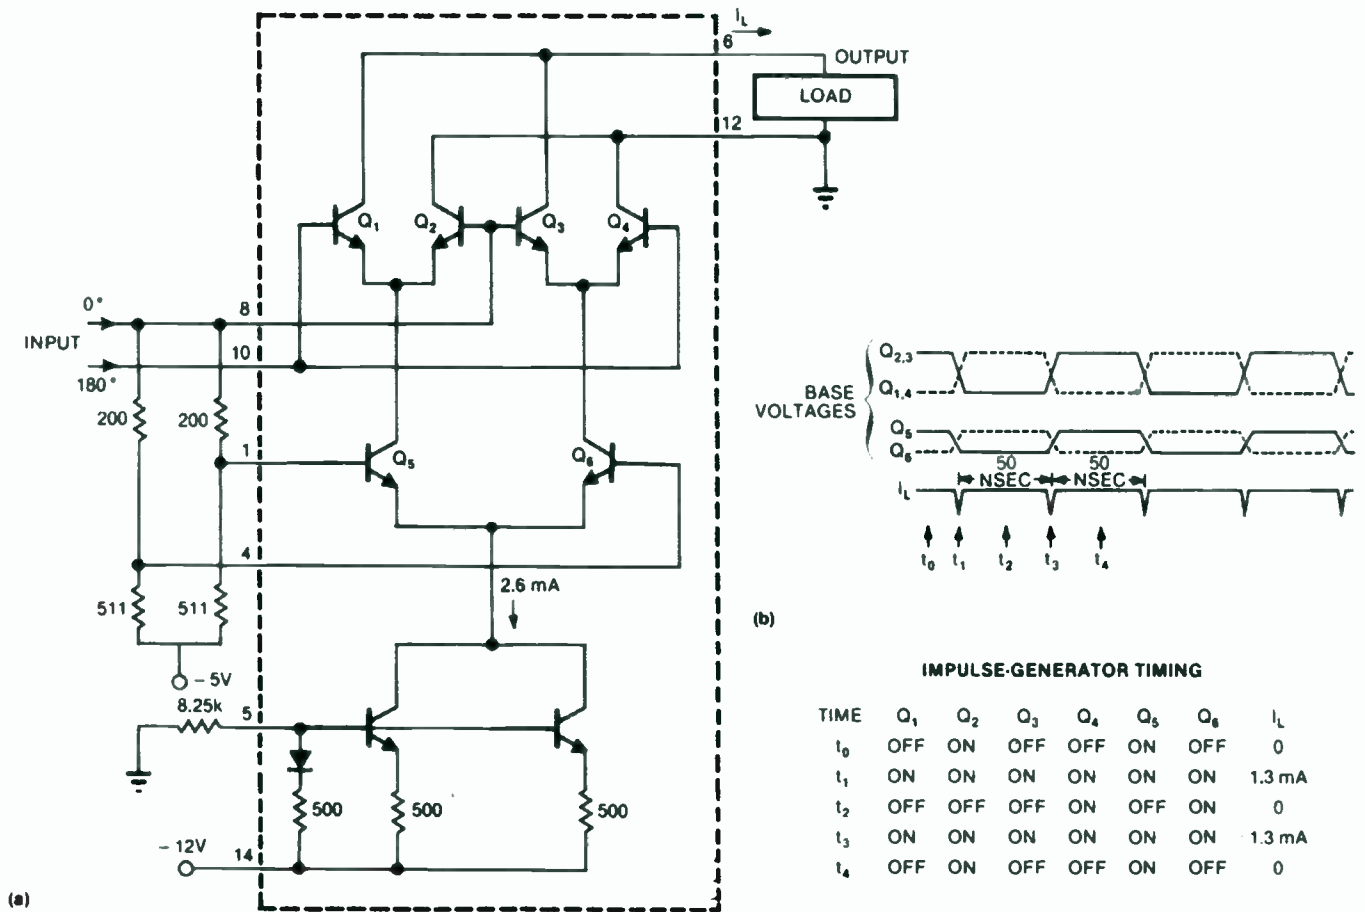 I_L
6
OUTPUT
LOAD
12
Q₁
Q₂
Q₃
Q₄
0°
8
INPUT
10
180°
200
200
1
Q₅
Q₆
4
2.6 mA
511
511
- 5V
8.25k
5
500
500
500
- 12V
14
(a)
BASE
VOLTAGES
Q₂,₃
Q₁,₄
Q₅
Q₆
50
NSEC
50
NSEC
I_L
t₀ t₁ t₂ t₃ t₄
(b)
IMPULSE-GENERATOR TIMING
TIME Q₁ Q₂ Q₃ Q₄ Q₅ Q₆ I_L
t₀ OFF ON OFF OFF ON OFF 0
t₁ ON ON ON ON ON ON 1.3 mA
t₂ OFF OFF OFF ON OFF ON 0
t₃ ON ON ON ON ON ON 1.3 mA
t₄ OFF ON OFF OFF ON OFF 0